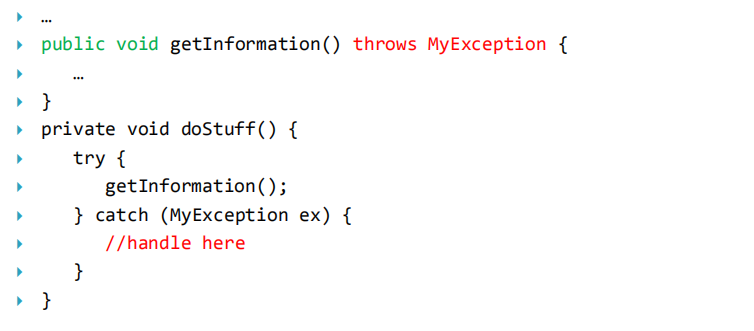 …
public void getInformation() throws MyException {
…
}
private void doStuff() {
try {
getInformation();
} catch (MyException ex) {
//handle here
}
}